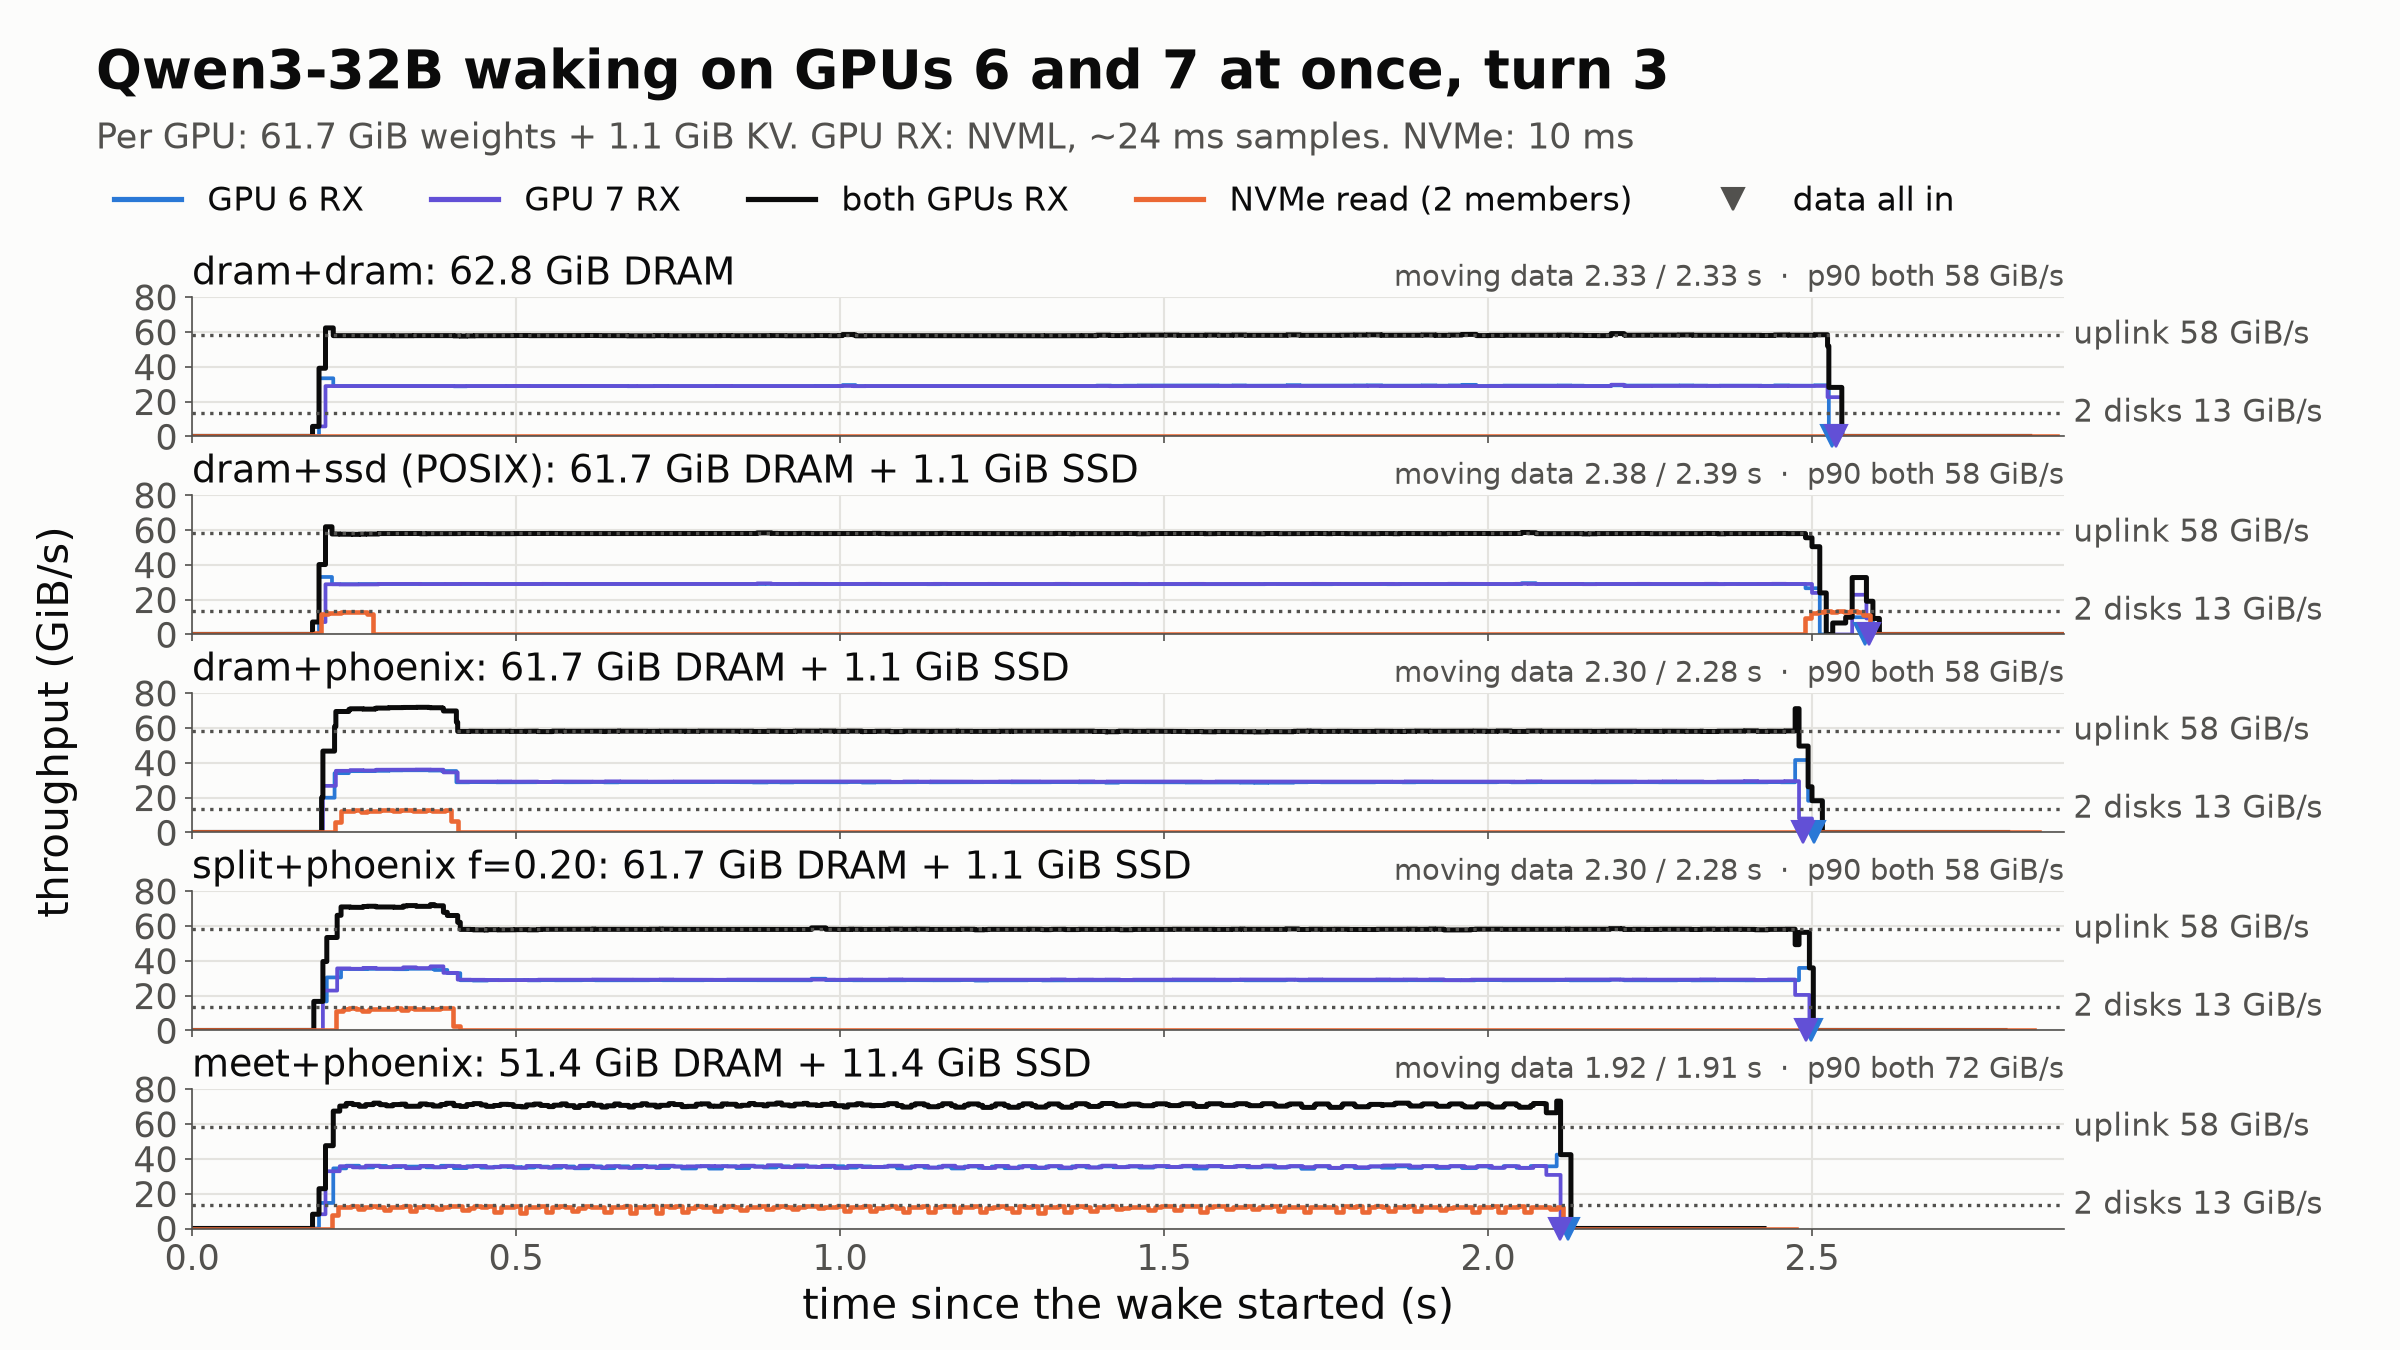 Qwen3-32B waking on GPUs 6 and 7 at once, turn 3
Per GPU: 61.7 GiB weights + 1.1 GiB KV. GPU RX: NVML, ~24 ms samples. NVMe: 10 ms
GPU 6 RX
GPU 7 RX
both GPUs RX
NVMe read (2 members)
data all in
throughput (GiB/s)
dram+dram: 62.8 GiB DRAM
moving data 2.33 / 2.33 s · p90 both 58 GiB/s
80
60
40
20
0
uplink 58 GiB/s
2 disks 13 GiB/s
dram+ssd (POSIX): 61.7 GiB DRAM + 1.1 GiB SSD
moving data 2.38 / 2.39 s · p90 both 58 GiB/s
80
60
40
20
0
uplink 58 GiB/s
2 disks 13 GiB/s
dram+phoenix: 61.7 GiB DRAM + 1.1 GiB SSD
moving data 2.30 / 2.28 s · p90 both 58 GiB/s
80
60
40
20
0
uplink 58 GiB/s
2 disks 13 GiB/s
split+phoenix f=0.20: 61.7 GiB DRAM + 1.1 GiB SSD
moving data 2.30 / 2.28 s · p90 both 58 GiB/s
80
60
40
20
0
uplink 58 GiB/s
2 disks 13 GiB/s
meet+phoenix: 51.4 GiB DRAM + 11.4 GiB SSD
moving data 1.92 / 1.91 s · p90 both 72 GiB/s
80
60
40
20
0
uplink 58 GiB/s
2 disks 13 GiB/s
0.0 0.5 1.0 1.5 2.0 2.5
time since the wake started (s)